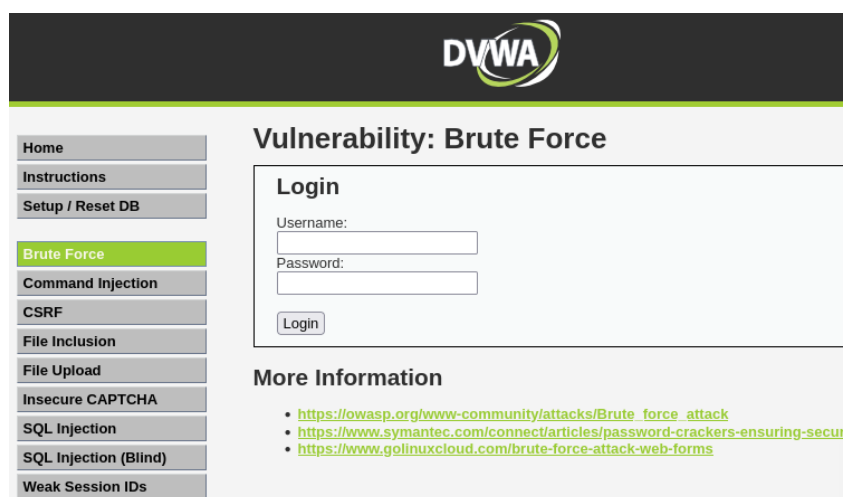 DVWA
Home
Instructions
Setup / Reset DB
Brute Force
Command Injection
CSRF
File Inclusion
File Upload
Insecure CAPTCHA
SQL Injection
SQL Injection (Blind)
Weak Session IDs
Vulnerability: Brute Force
Login
Username:
Password:
Login
More Information
https://owasp.org/www-community/attacks/Brute_force_attack
https://www.symantec.com/connect/articles/password-crackers-ensuring-secur
https://www.golinuxcloud.com/brute-force-attack-web-forms